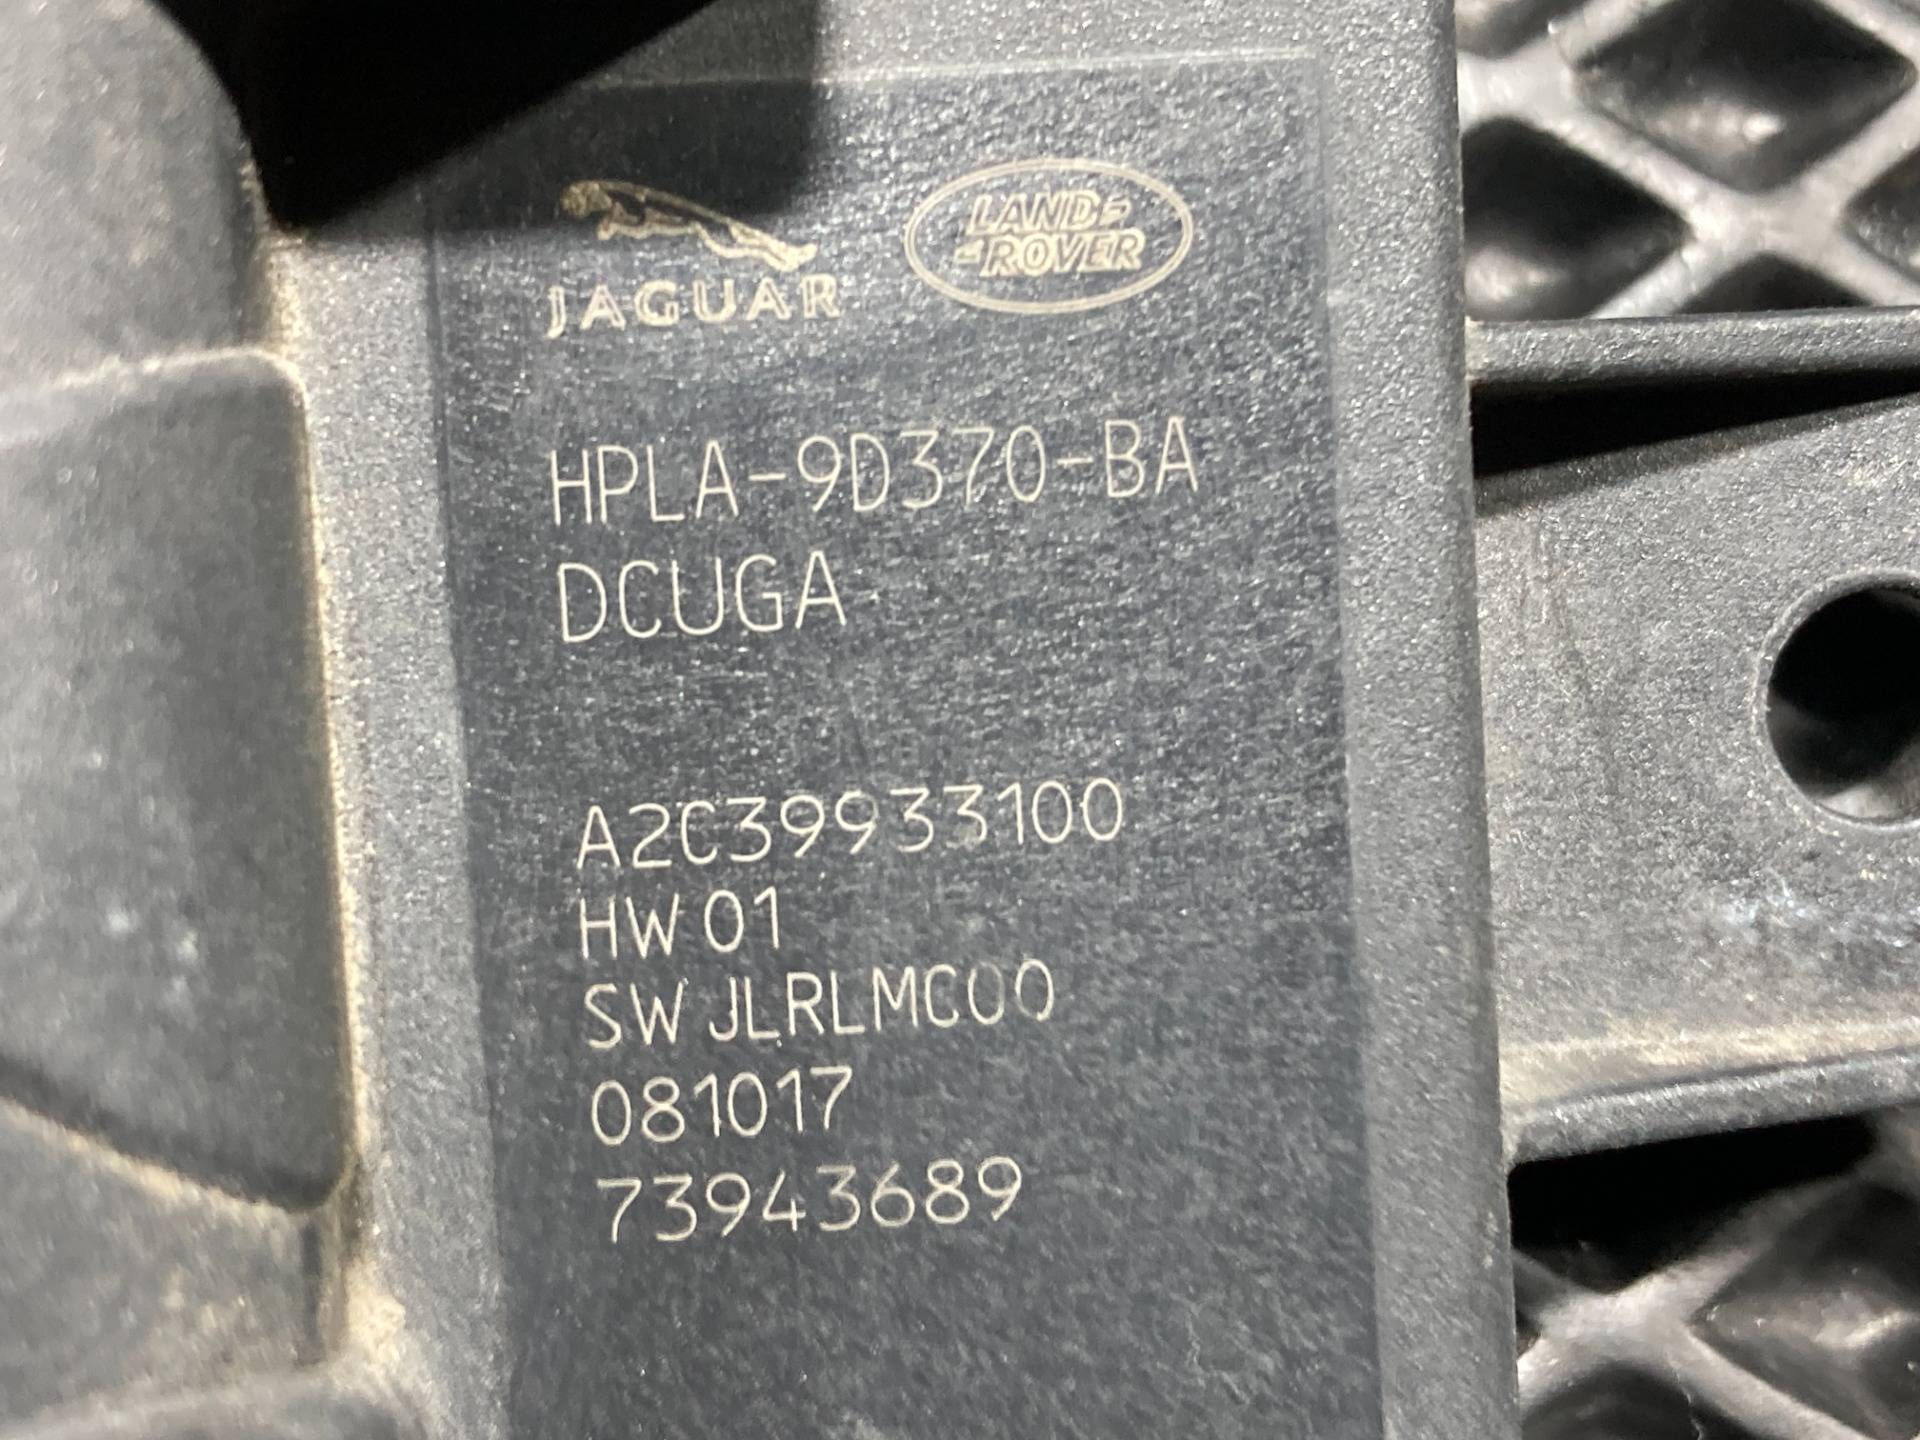 JAGUAR
LAND-
-ROVER
HPLA-9D370-BA
DCUGA
A2C39933100
HW 01
SW JLRLMC00
081017
73943689